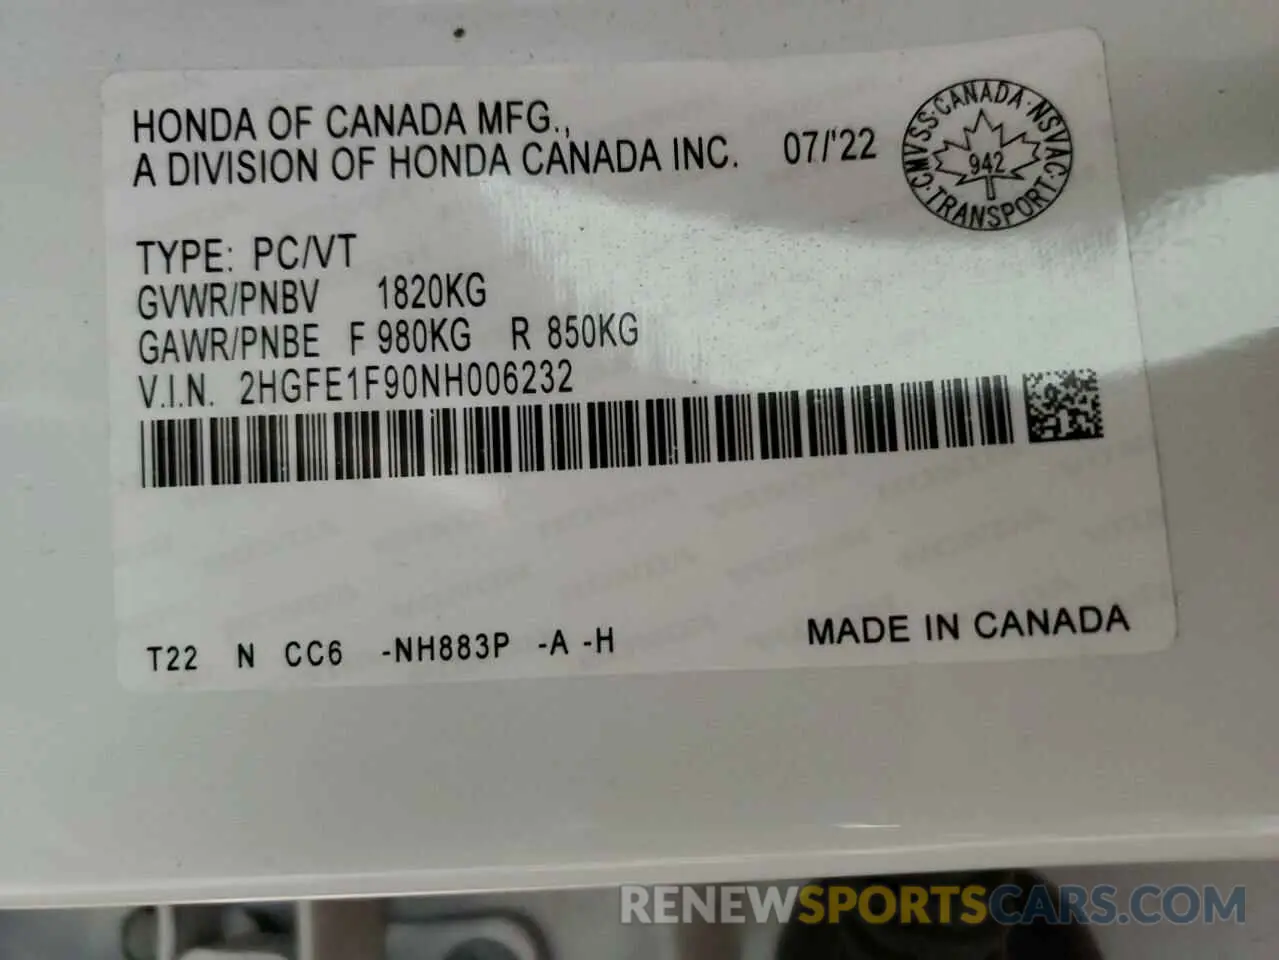 HONDA OF CANADA MFG.,
A DIVISION OF HONDA CANADA INC. 07/'22
CMVSS·CANADA·NSVAC·TRANSPORT·
942
TYPE: PC/VT
GVWR/PNBV 1820KG
GAWR/PNBE F 980KG R 850KG
V.I.N. 2HGFE1F90NH006232
T22 N CC6 -NH883P -A -H MADE IN CANADA
RENEWSPORTSCARS.COM